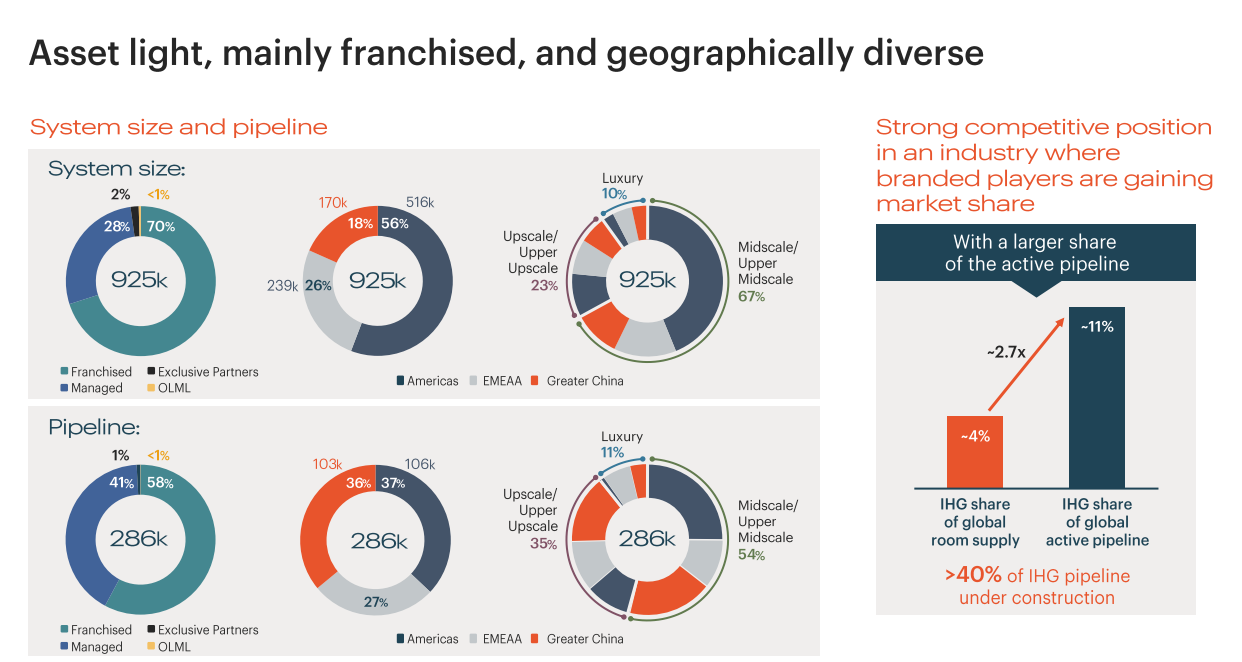 Asset light, mainly franchised, and geographically diverse
System size and pipeline
System size:
2%
<1%
28%
70%
925k
Franchised
Exclusive Partners
Managed
OLML
170k
516k
18%
56%
239k
26%
925k
Americas
EMEAA
Greater China
Luxury
10%
Upscale/
Upper
Upscale
23%
925k
Midscale/
Upper
Midscale
67%
Pipeline:
1%
<1%
41%
58%
286k
Franchised
Exclusive Partners
Managed
OLML
103k
106k
36%
37%
286k
27%
Americas
EMEAA
Greater China
Luxury
11%
Upscale/
Upper
Upscale
35%
286k
Midscale/
Upper
Midscale
54%
Strong competitive position
in an industry where
branded players are gaining
market share
With a larger share
of the active pipeline
~2.7x
~11%
~4%
IHG share
of global
room supply
IHG share
of global
active pipeline
>40% of IHG pipeline
under construction